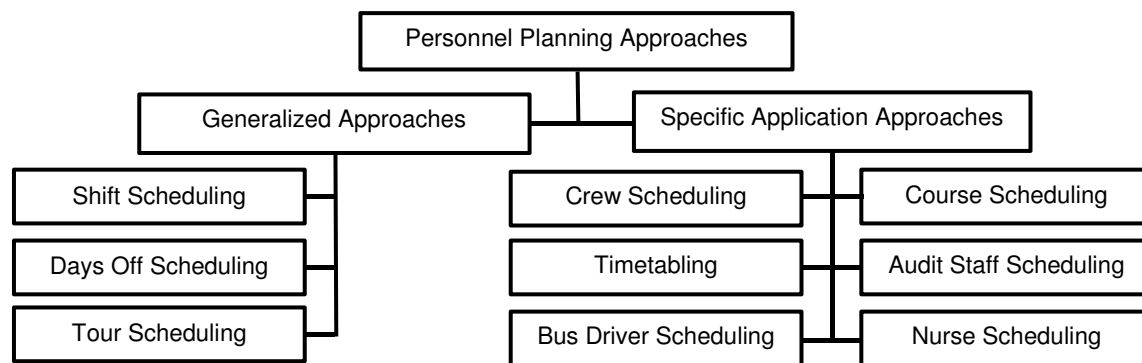 Personnel Planning Approaches
Generalized Approaches
Specific Application Approaches
Shift Scheduling
Crew Scheduling
Course Scheduling
Days Off Scheduling
Timetabling
Audit Staff Scheduling
Tour Scheduling
Bus Driver Scheduling
Nurse Scheduling